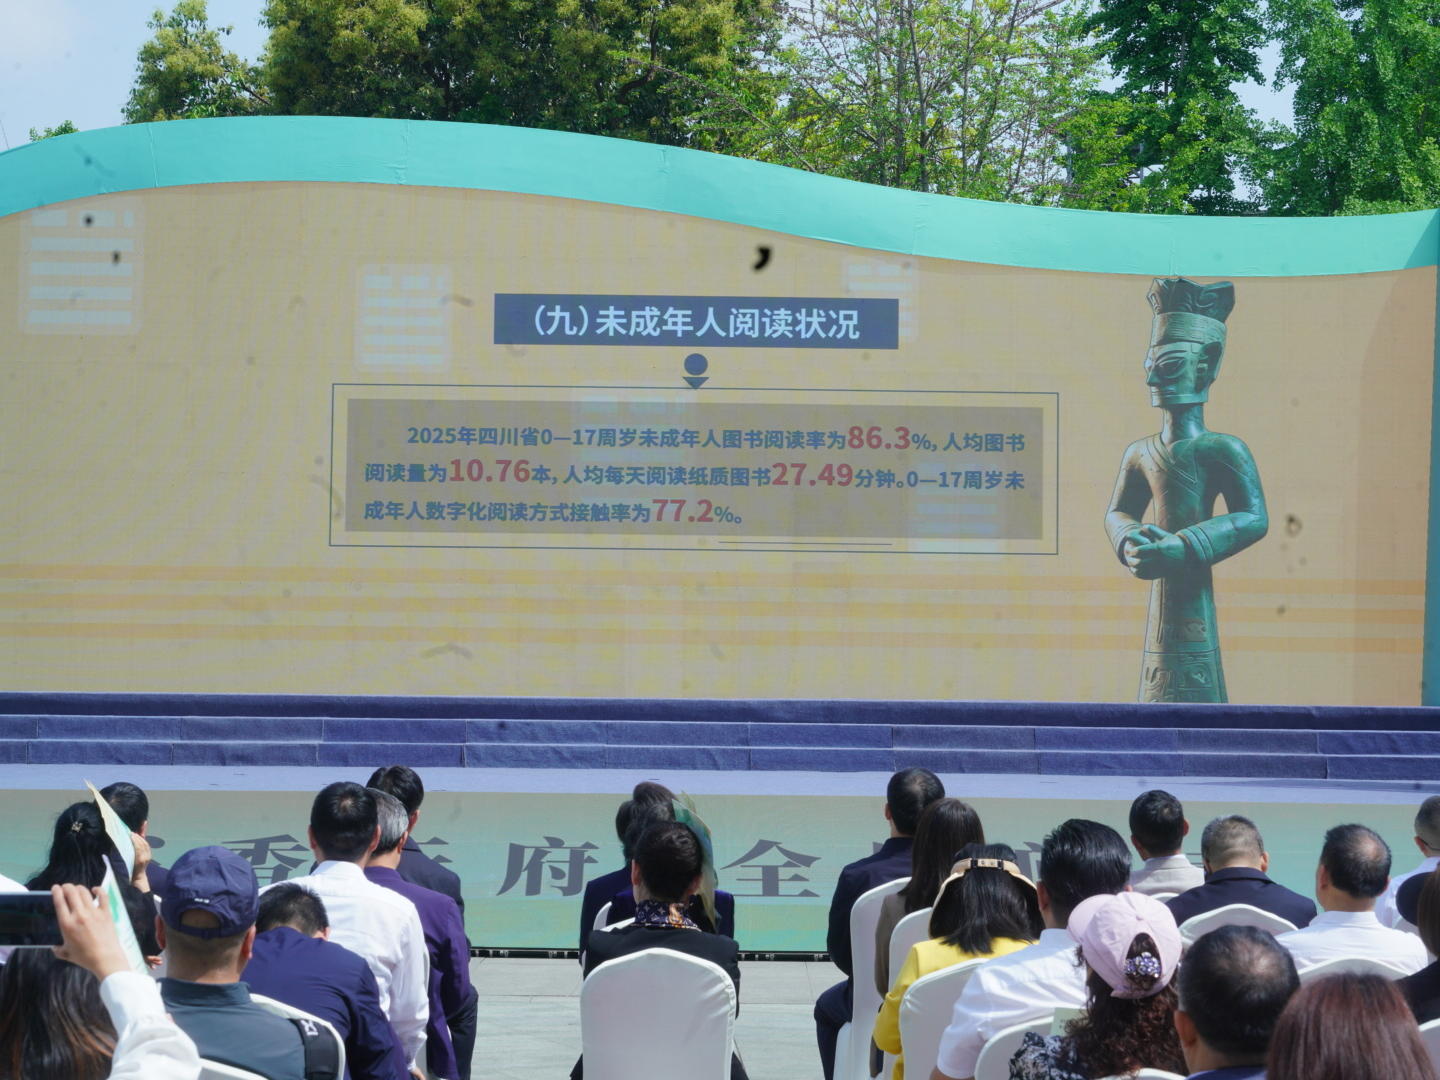 （九）未成年人阅读状况
2025年四川省0—17周岁未成年人图书阅读率为86.3%，人均图书
阅读量为10.76本，人均每天阅读纸质图书27.49分钟。0—17周岁未
成年人数字化阅读方式接触率为77.2%。
委 府 全